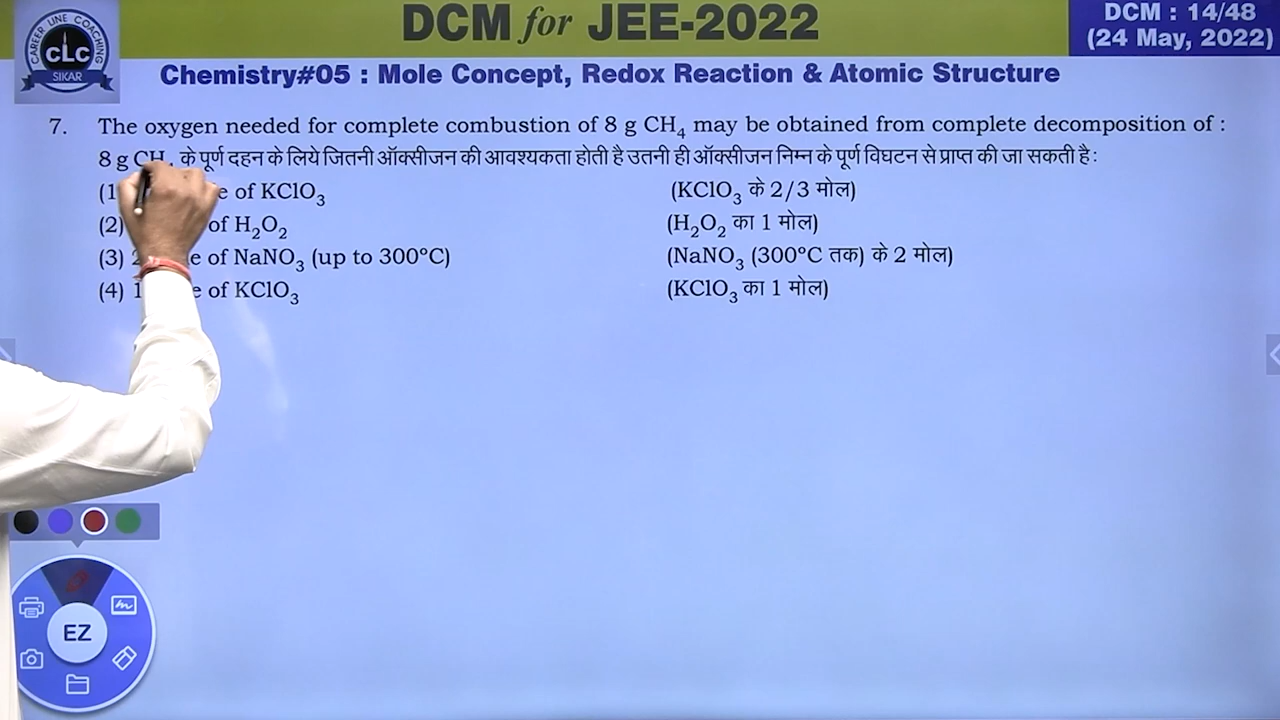 CAREER LINE COACHING
CLC
SIKAR
DCM for JEE-2022
DCM : 14/48
(24 May, 2022)
Chemistry#05 : Mole Concept, Redox Reaction & Atomic Structure
7. The oxygen needed for complete combustion of 8 g CH₄ may be obtained from complete decomposition of :
8 g CH के पूर्ण दहन के लिये जितनी ऑक्सीजन की आवश्यकता होती है उतनी ही ऑक्सीजन निम्न के पूर्ण विघटन से प्राप्त की जा सकती है:
(1 e of KClO₃ (KClO₃ के 2/3 मोल)
(2) of H₂O₂ (H₂O₂ का 1 मोल)
(3) 2 e of NaNO₃ (up to 300°C) (NaNO₃ (300°C तक) के 2 मोल)
(4) 1 e of KClO₃ (KClO₃ का 1 मोल)
EZ